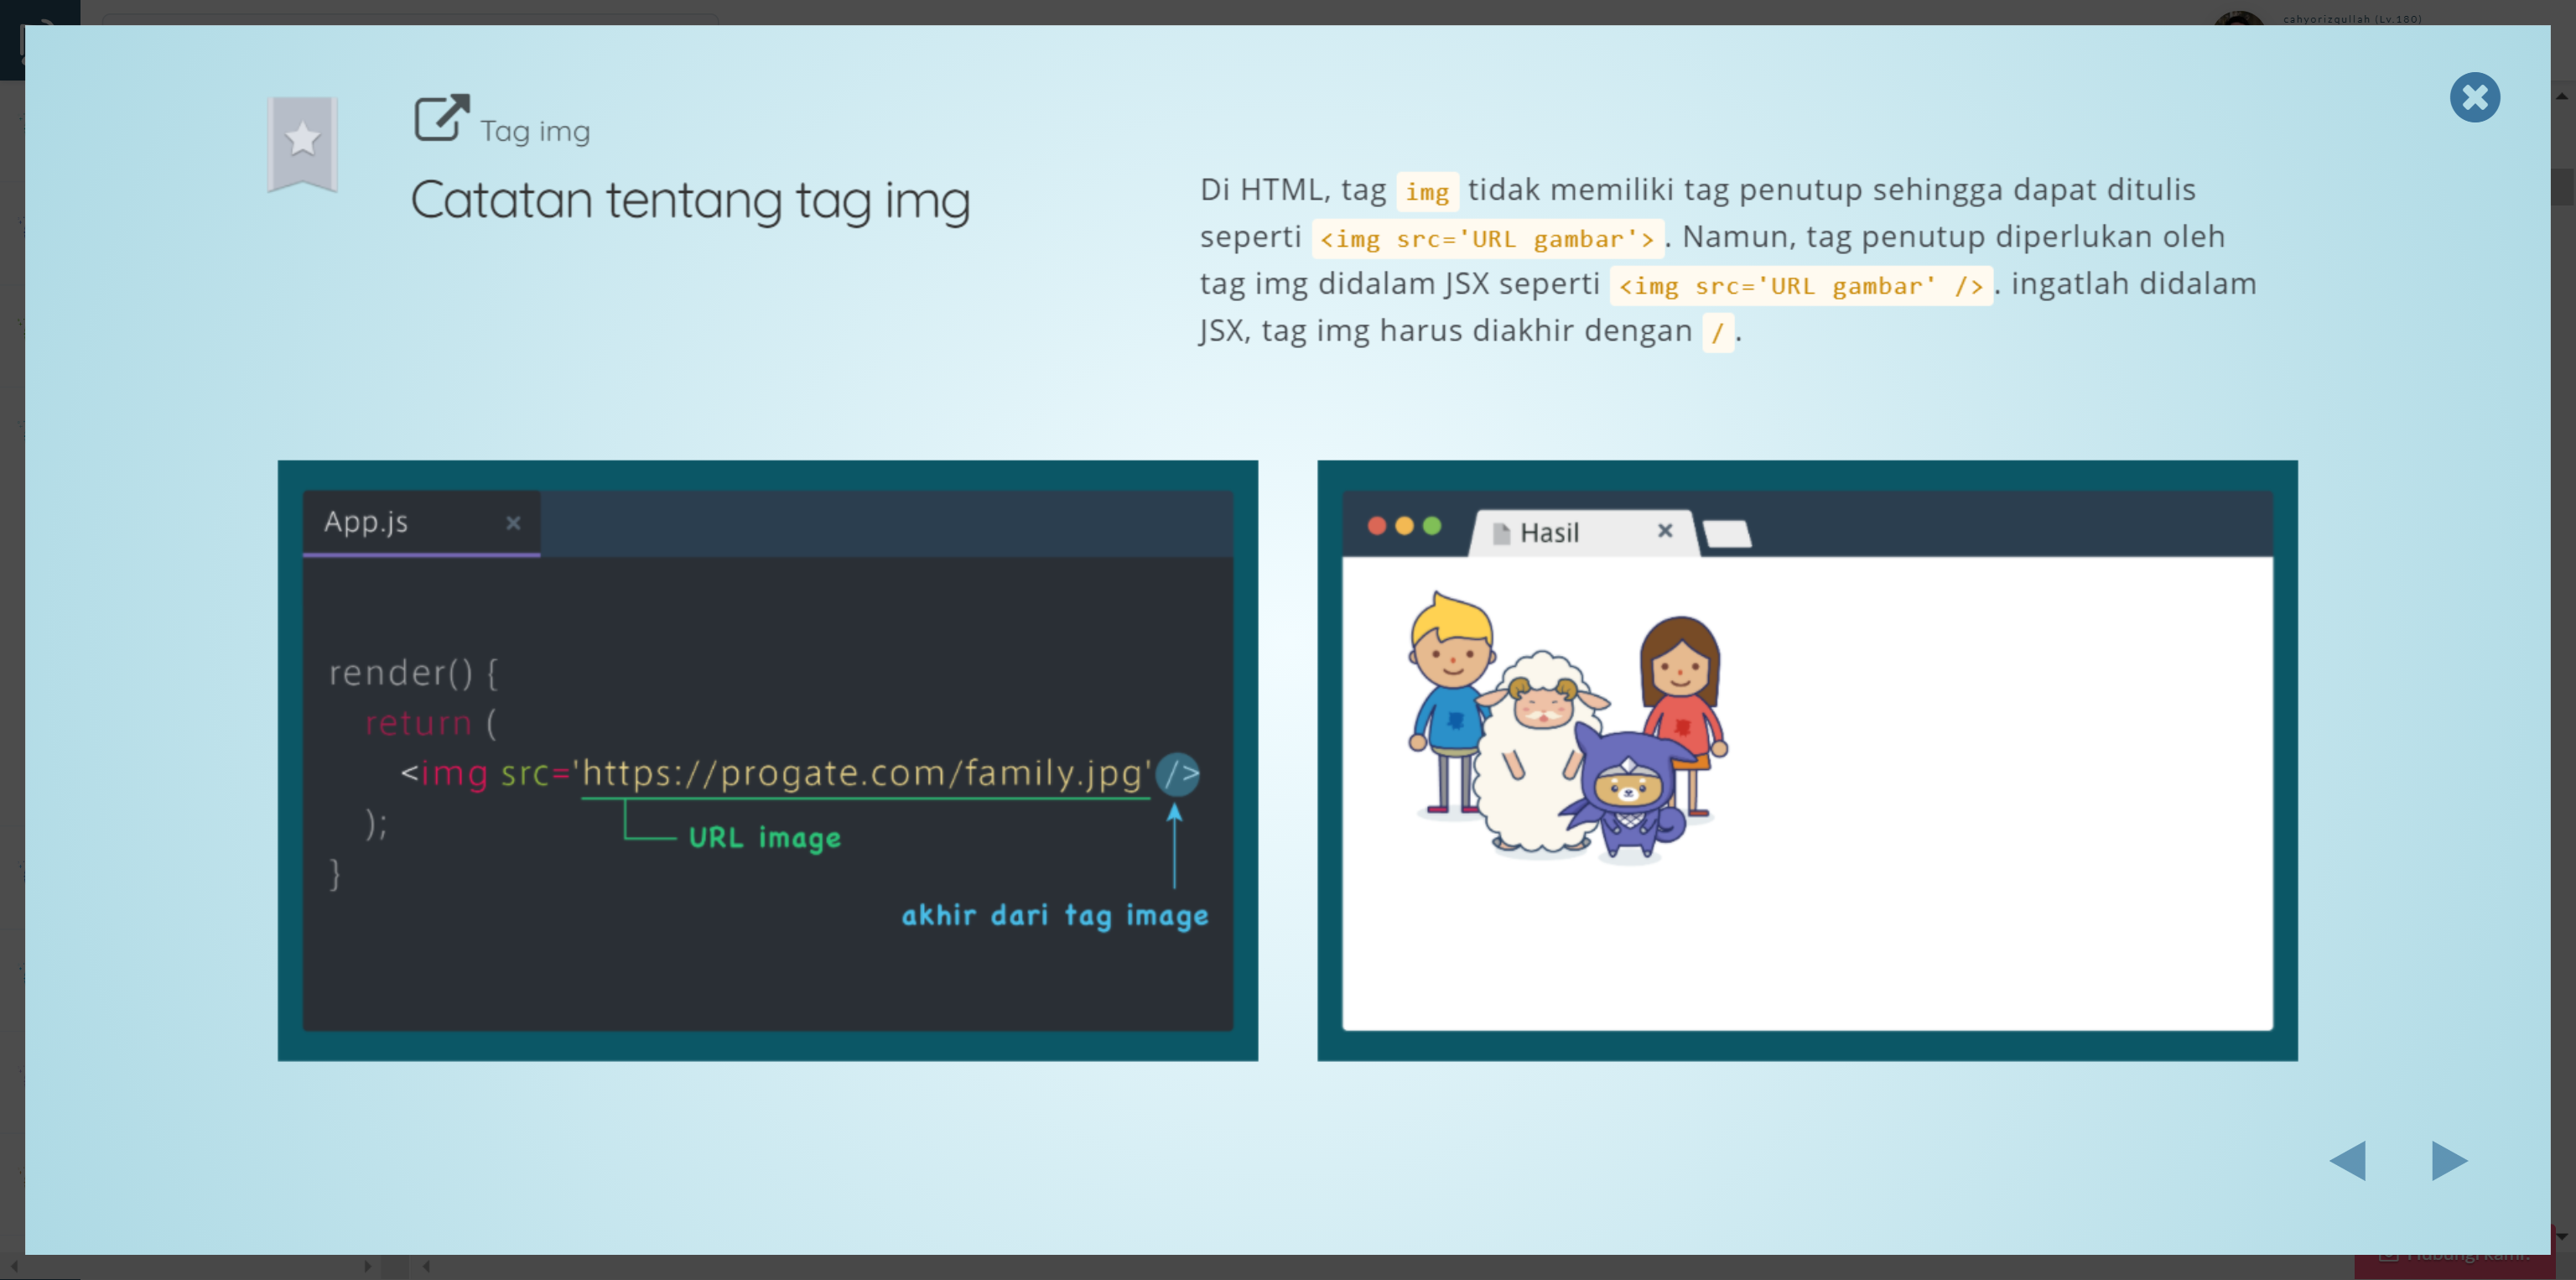 cahyorizqullah (Lv.180)
Tag img
Catatan tentang tag img
Di HTML, tag img tidak memiliki tag penutup sehingga dapat ditulis
seperti <img src='URL gambar'>. Namun, tag penutup diperlukan oleh
tag img didalam JSX seperti <img src='URL gambar' />. ingatlah didalam
JSX, tag img harus diakhir dengan /.
App.js
render() {
return (
<img src='https://progate.com/family.jpg' />
);
}
URL image
akhir dari tag image
Hasil
Hubungi kami!